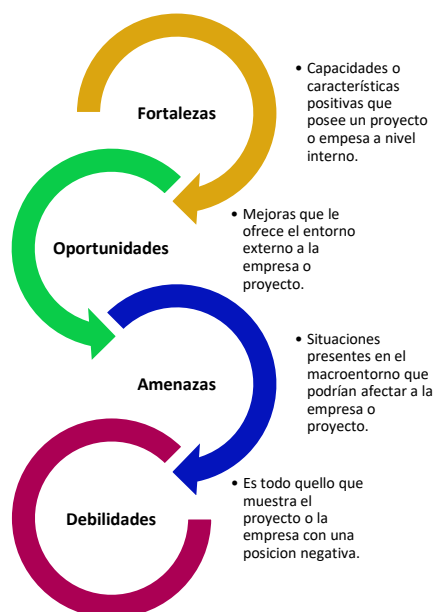 Fortalezas
• Capacidades o
características
positivas que
posee un proyecto
o empesa a nivel
interno.
Oportunidades
• Mejoras que le
ofrece el entorno
externo a la
empresa o
proyecto.
Amenazas
• Situaciones
presentes en el
macroentorno que
podrían afectar a la
empresa o
proyecto.
Debilidades
• Es todo quello que
muestra el
proyecto o la
empresa con una
posicion negativa.